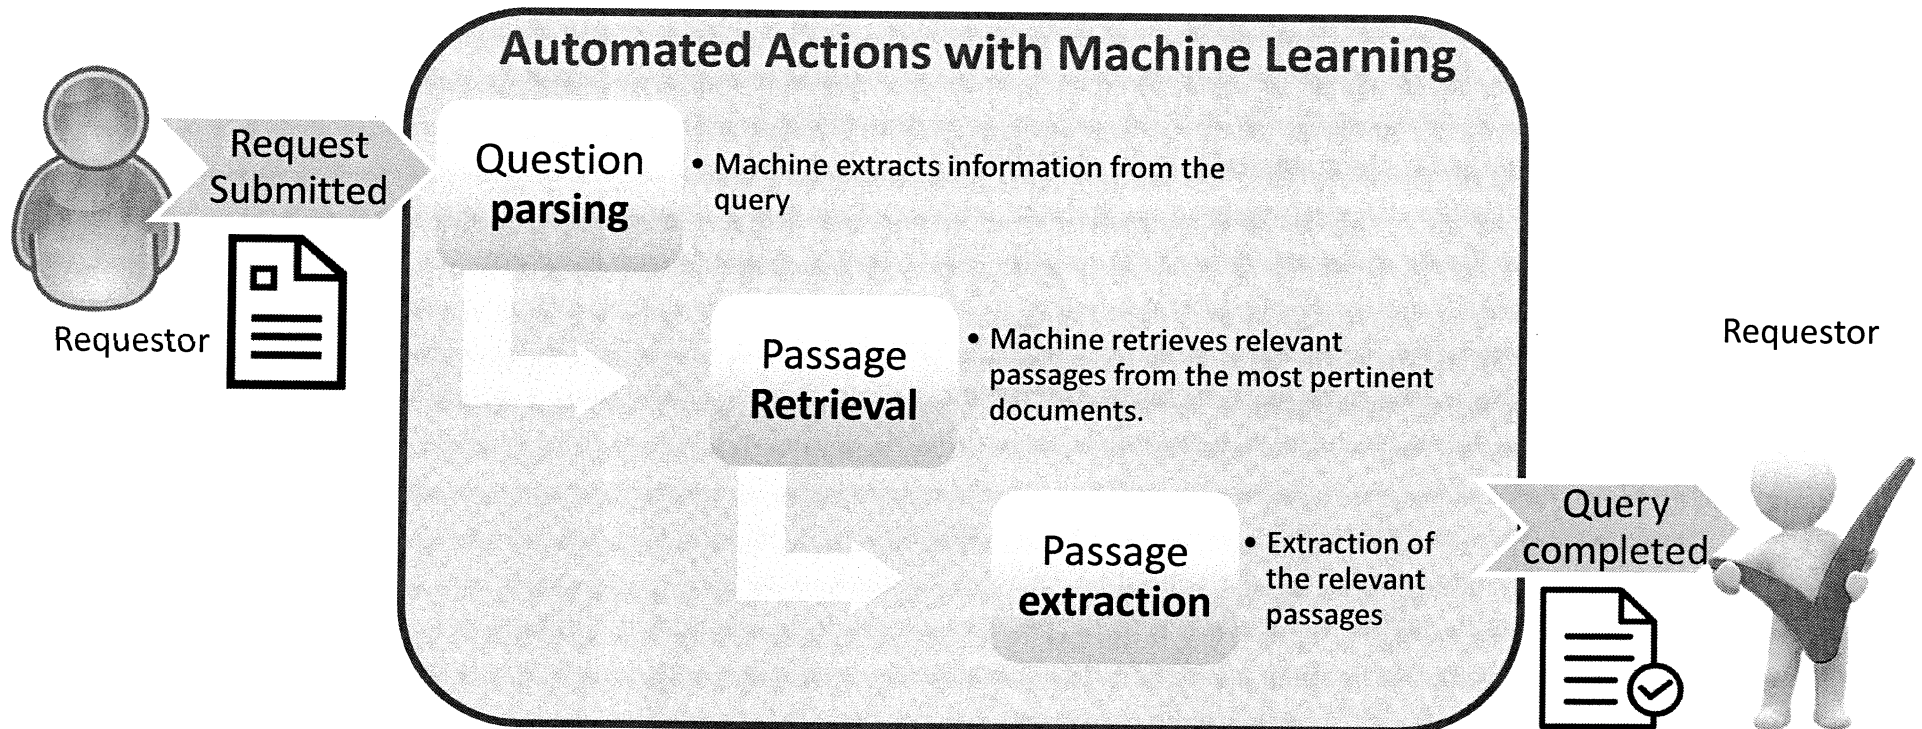 Automated Actions with Machine Learning
Request
Submitted
Requestor
Question
parsing
• Machine extracts information from the
query
Passage
Retrieval
• Machine retrieves relevant
passages from the most pertinent
documents.
Passage
extraction
• Extraction of
the relevant
passages
Query
completed
Requestor